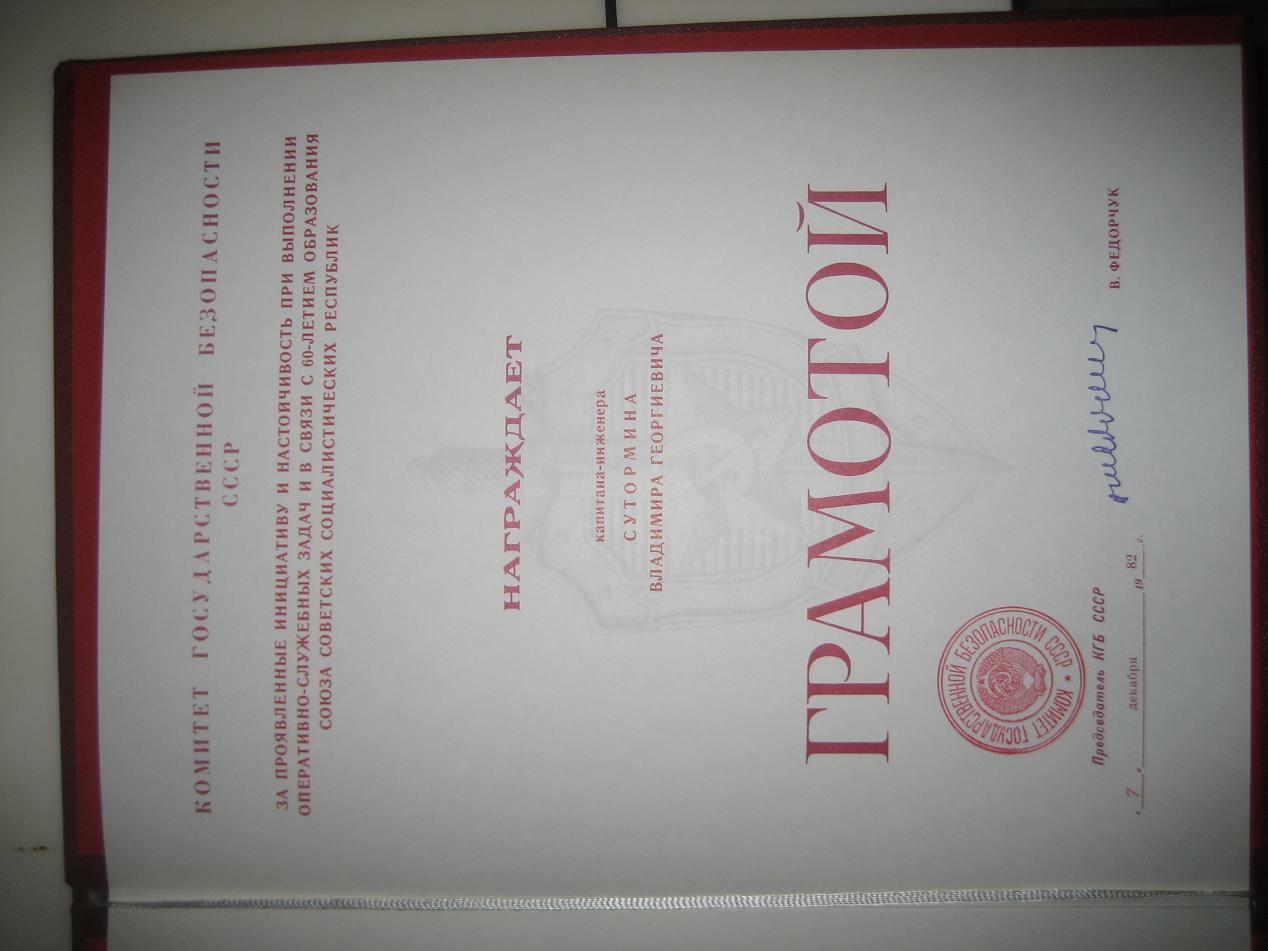 КОМИТЕТ ГОСУДАРСТВЕННОЙ БЕЗОПАСНОСТИ
СССР
ЗА ПРОЯВЛЕННЫЕ ИНИЦИАТИВУ И НАСТОЙЧИВОСТЬ ПРИ ВЫПОЛНЕНИИ
ОПЕРАТИВНО-СЛУЖЕБНЫХ ЗАДАЧ И В СВЯЗИ С 60-ЛЕТИЕМ ОБРАЗОВАНИЯ
СОЮЗА СОВЕТСКИХ СОЦИАЛИСТИЧЕСКИХ РЕСПУБЛИК
НАГРАЖДАЕТ
капитана-инженера
СУТОРМИНА
ВЛАДИМИРА ГЕОРГИЕВИЧА
ГРАМОТОЙ
КОМИТЕТ ГОСУДАРСТВЕННОЙ БЕЗОПАСНОСТИ СССР
Председатель КГБ СССР
В. ФЕДОРЧУК
"7" декабря 1982 г.